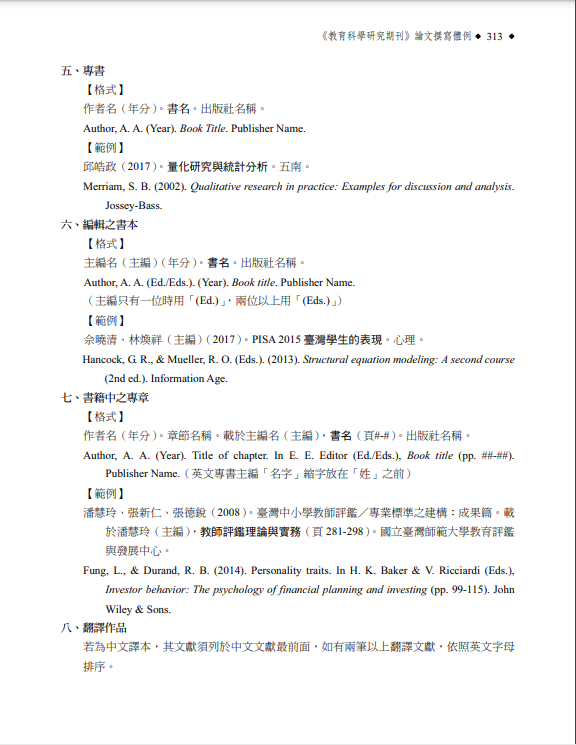 《教育科學研究期刊》論文撰寫體例 ◆ 313 ◆
五、專書
【格式】
作者名（年分）。書名。出版社名稱。
Author, A. A. (Year). Book Title. Publisher Name.
【範例】
邱皓政（2017）。量化研究與統計分析。五南。
Merriam, S. B. (2002). Qualitative research in practice: Examples for discussion and analysis.
Jossey-Bass.
六、編輯之書本
【格式】
主編名（主編）（年分）。書名。出版社名稱。
Author, A. A. (Ed./Eds.). (Year). Book title. Publisher Name.
（主編只有一位時用「(Ed.)」，兩位以上用「(Eds.)」）
【範例】
佘曉清、林煥祥（主編）（2017）。PISA 2015 臺灣學生的表現。心理。
Hancock, G. R., & Mueller, R. O. (Eds.). (2013). Structural equation modeling: A second course
(2nd ed.). Information Age.
七、書籍中之專章
【格式】
作者名（年分）。章節名稱。載於主編名（主編），書名（頁#-#）。出版社名稱。
Author, A. A. (Year). Title of chapter. In E. E. Editor (Ed./Eds.), Book title (pp. ##-##).
Publisher Name.（英文專書主編「名字」縮字放在「姓」之前）
【範例】
潘慧玲、張新仁、張德銳（2008）。臺灣中小學教師評鑑／專業標準之建構：成果篇。載
於潘慧玲（主編），教師評鑑理論與實務（頁 281-298）。國立臺灣師範大學教育評鑑
與發展中心。
Fung, L., & Durand, R. B. (2014). Personality traits. In H. K. Baker & V. Ricciardi (Eds.),
Investor behavior: The psychology of financial planning and investing (pp. 99-115). John
Wiley & Sons.
八、翻譯作品
若為中文譯本，其文獻須列於中文文獻最前面，如有兩筆以上翻譯文獻，依照英文字母
排序。